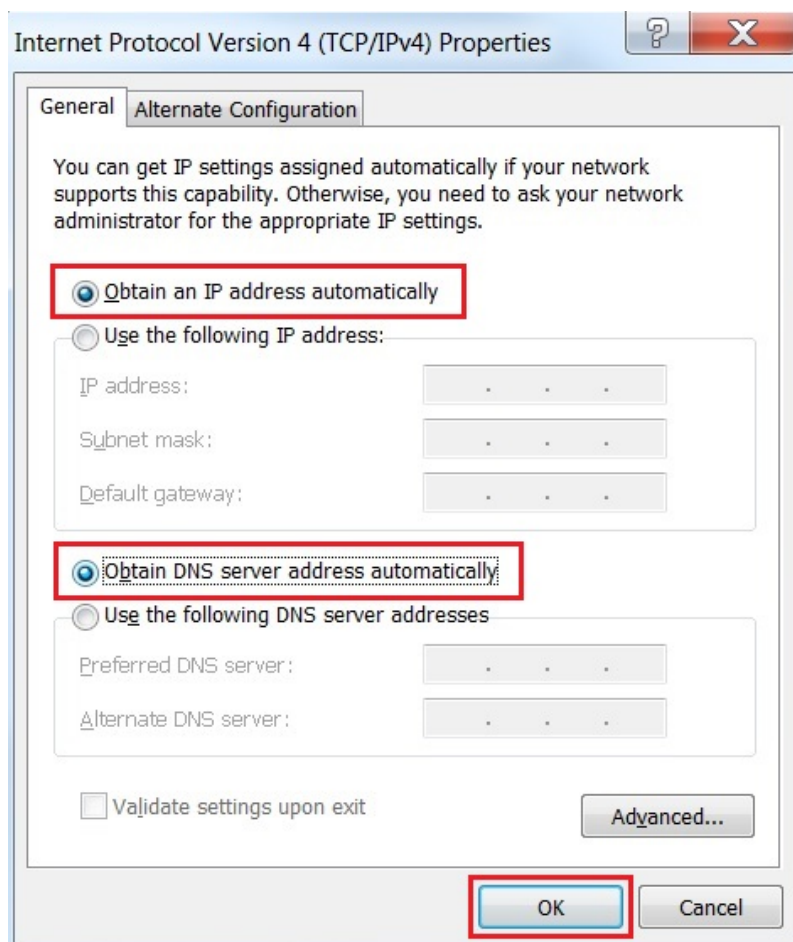 Internet Protocol Version 4 (TCP/IPv4) Properties
General
Alternate Configuration
You can get IP settings assigned automatically if your network
supports this capability. Otherwise, you need to ask your network
administrator for the appropriate IP settings.
Obtain an IP address automatically
Use the following IP address:
IP address:
Subnet mask:
Default gateway:
Obtain DNS server address automatically
Use the following DNS server addresses
Preferred DNS server:
Alternate DNS server:
Validate settings upon exit
Advanced...
OK
Cancel